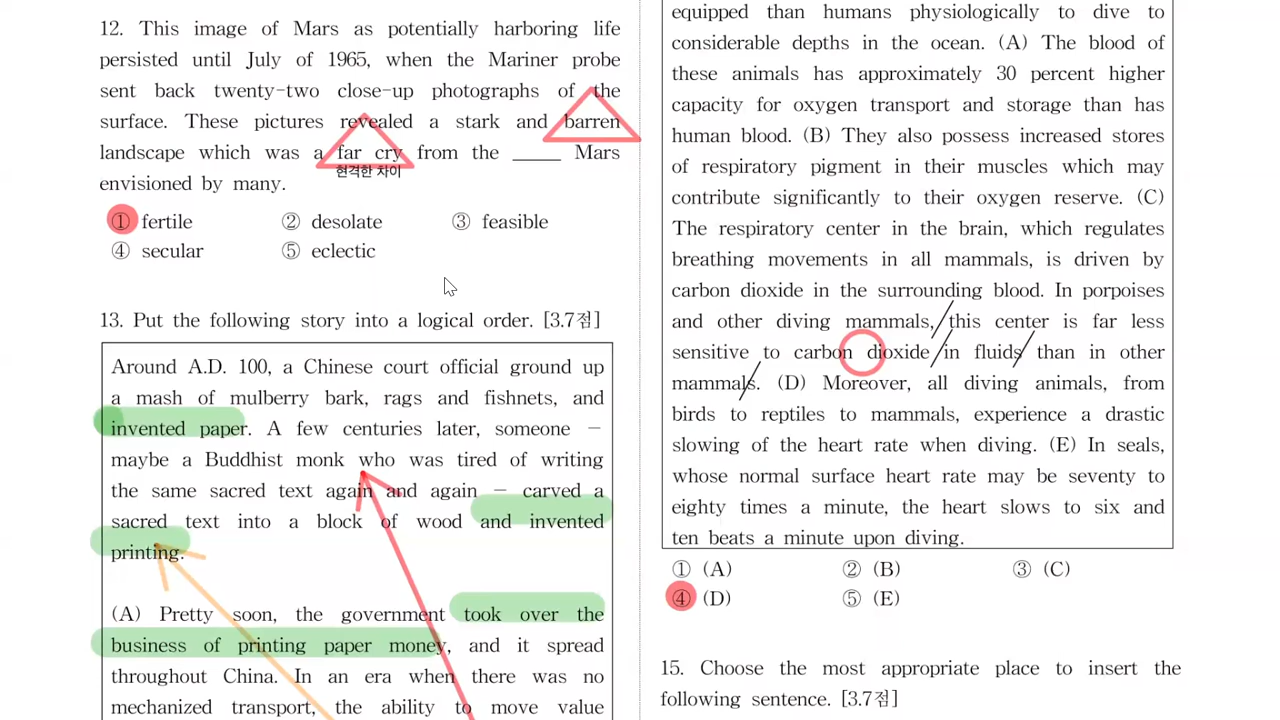 12. This image of Mars as potentially harboring life
persisted until July of 1965, when the Mariner probe
sent back twenty-two close-up photographs of the
surface. These pictures revealed a stark and barren
landscape which was a far cry from the _____ Mars
현격한 차이
envisioned by many.
① fertile ② desolate ③ feasible
④ secular ⑤ eclectic
13. Put the following story into a logical order. [3.7점]
Around A.D. 100, a Chinese court official ground up
a mash of mulberry bark, rags and fishnets, and
invented paper. A few centuries later, someone –
maybe a Buddhist monk who was tired of writing
the same sacred text again and again – carved a
sacred text into a block of wood and invented
printing.
(A) Pretty soon, the government took over the
business of printing paper money, and it spread
throughout China. In an era when there was no
mechanized transport, the ability to move value
equipped than humans physiologically to dive to
considerable depths in the ocean. (A) The blood of
these animals has approximately 30 percent higher
capacity for oxygen transport and storage than has
human blood. (B) They also possess increased stores
of respiratory pigment in their muscles which may
contribute significantly to their oxygen reserve. (C)
The respiratory center in the brain, which regulates
breathing movements in all mammals, is driven by
carbon dioxide in the surrounding blood. In porpoises
and other diving mammals, this center is far less
sensitive to carbon dioxide in fluids than in other
mammals. (D) Moreover, all diving animals, from
birds to reptiles to mammals, experience a drastic
slowing of the heart rate when diving. (E) In seals,
whose normal surface heart rate may be seventy to
eighty times a minute, the heart slows to six and
ten beats a minute upon diving.
① (A) ② (B) ③ (C)
④ (D) ⑤ (E)
15. Choose the most appropriate place to insert the
following sentence. [3.7점]